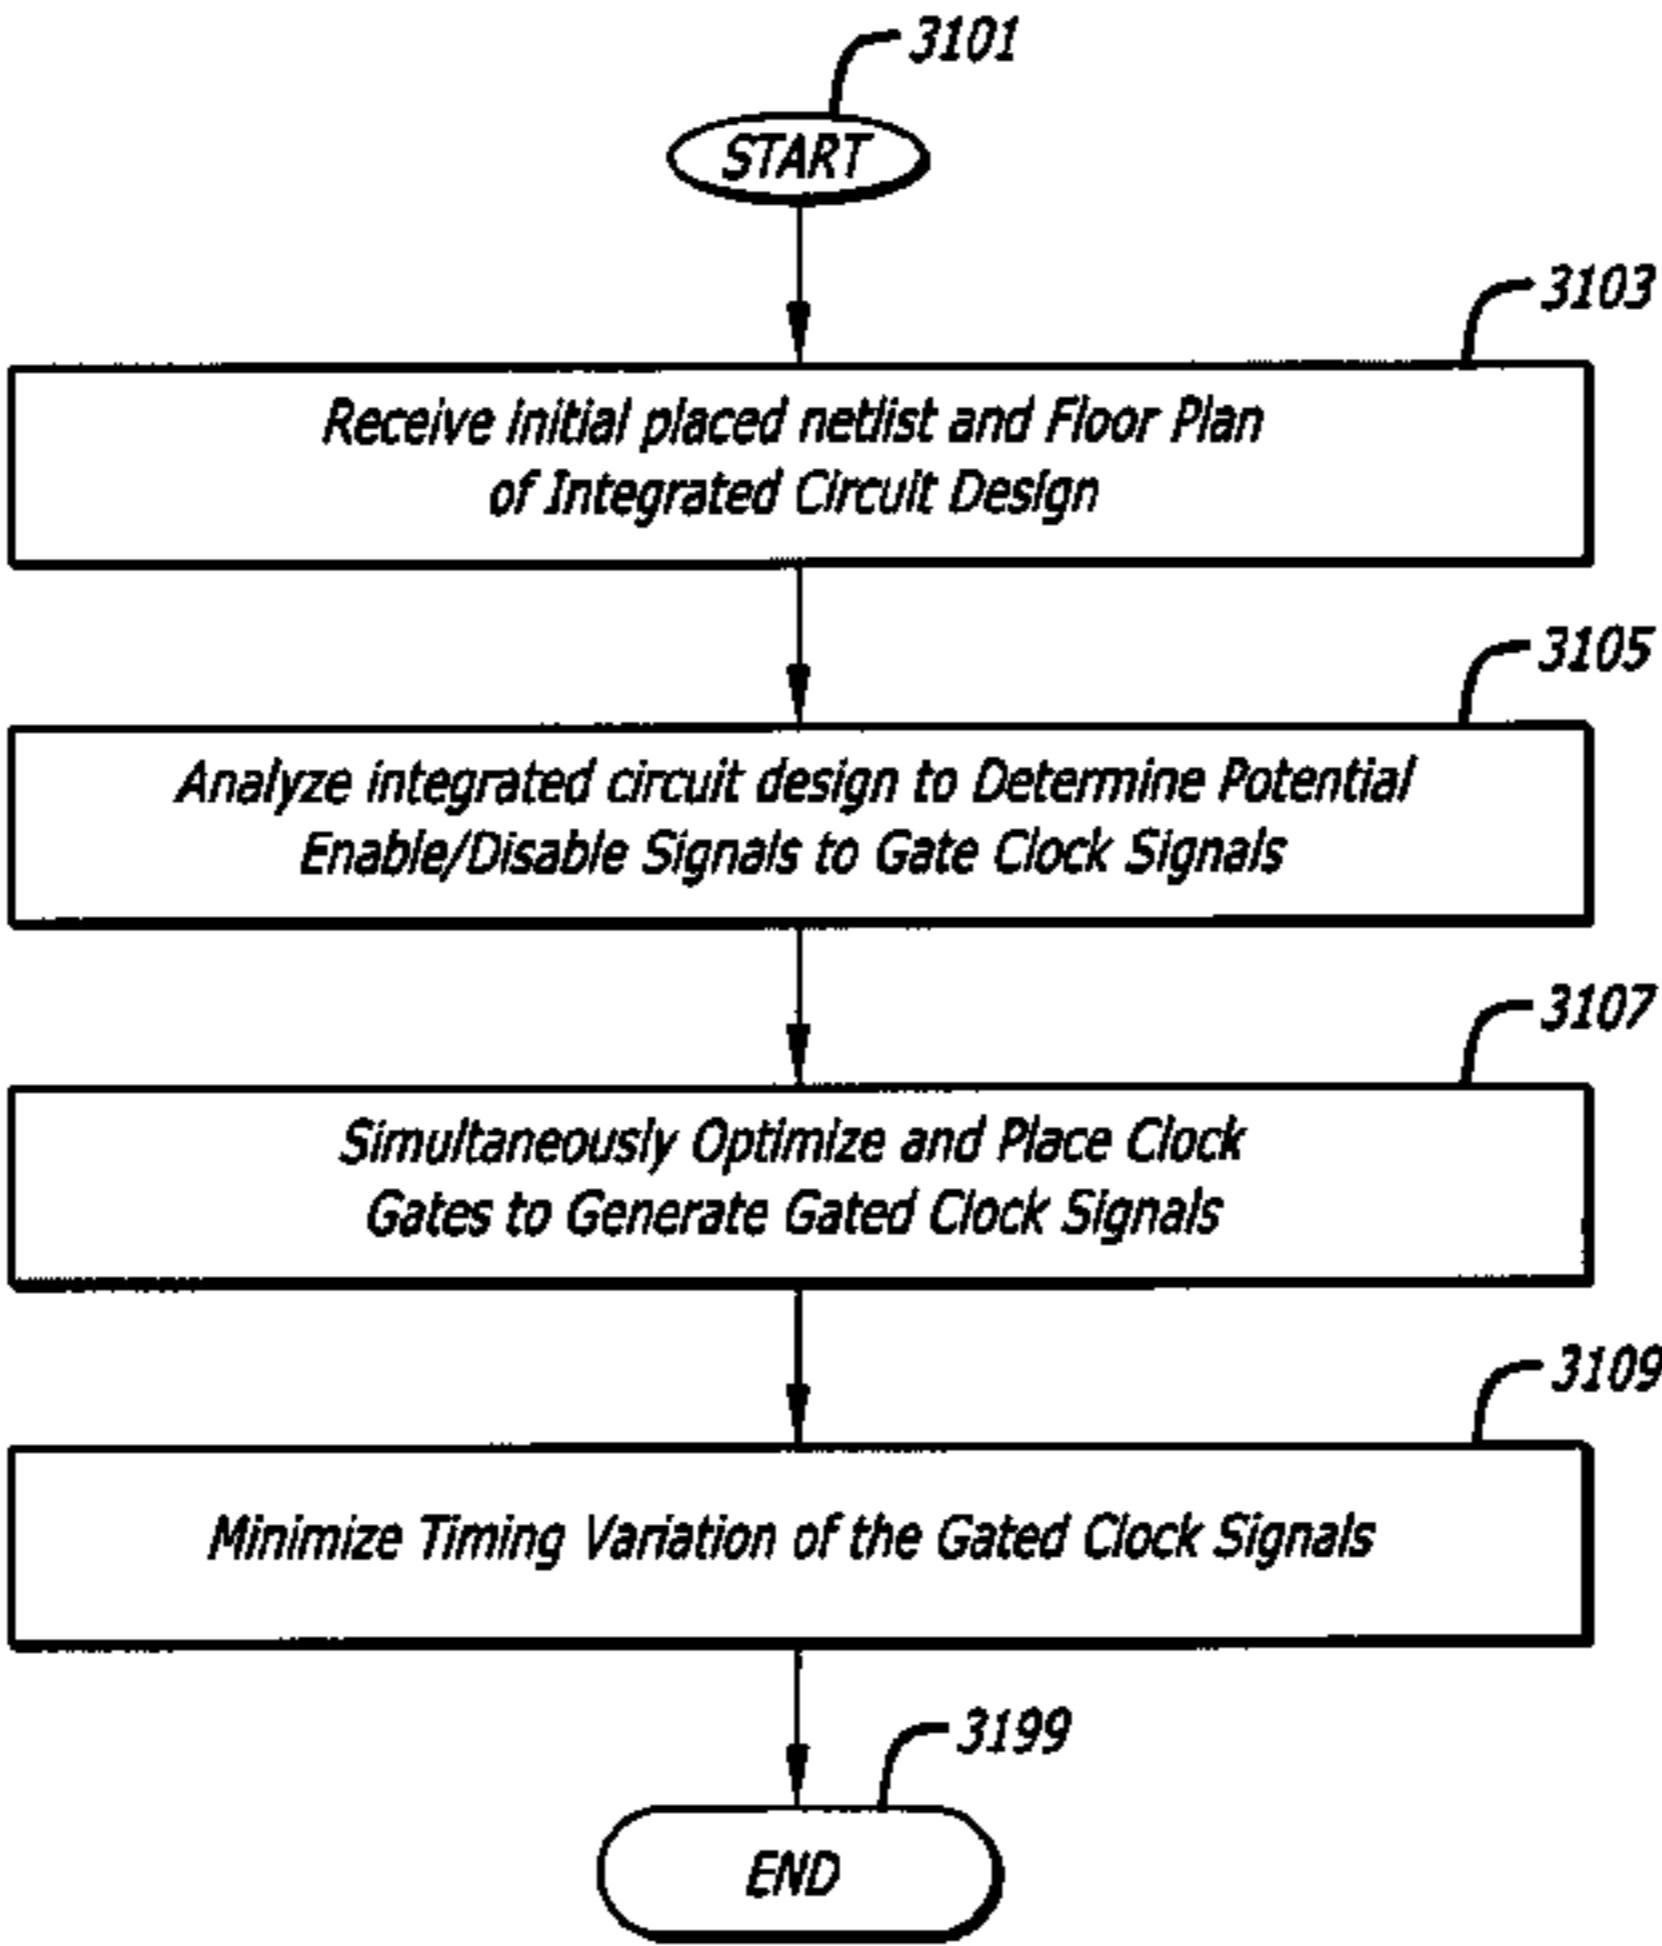 3101
START
3103
Receive initial placed netlist and Floor Plan
of Integrated Circuit Design
3105
Analyze integrated circuit design to Determine Potential
Enable/Disable Signals to Gate Clock Signals
3107
Simultaneously Optimize and Place Clock
Gates to Generate Gated Clock Signals
3109
Minimize Timing Variation of the Gated Clock Signals
3199
END